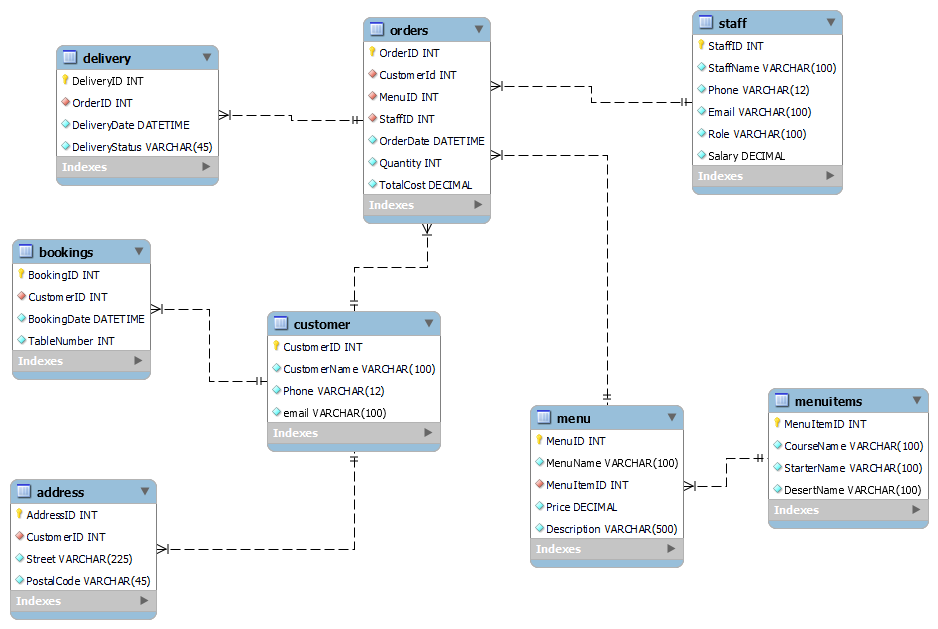 delivery
DeliveryID INT
OrderID INT
DeliveryDate DATETIME
DeliveryStatus VARCHAR(45)
Indexes
orders
OrderID INT
CustomerId INT
MenuID INT
StaffID INT
OrderDate DATETIME
Quantity INT
TotalCost DECIMAL
Indexes
staff
StaffID INT
StaffName VARCHAR(100)
Phone VARCHAR(12)
Email VARCHAR(100)
Role VARCHAR(100)
Salary DECIMAL
Indexes
bookings
BookingID INT
CustomerID INT
BookingDate DATETIME
TableNumber INT
Indexes
customer
CustomerID INT
CustomerName VARCHAR(100)
Phone VARCHAR(12)
email VARCHAR(100)
Indexes
menu
MenuID INT
MenuName VARCHAR(100)
MenuItemID INT
Price DECIMAL
Description VARCHAR(500)
Indexes
menuitems
MenuItemID INT
CourseName VARCHAR(100)
StarterName VARCHAR(100)
DesertName VARCHAR(100)
Indexes
address
AddressID INT
CustomerID INT
Street VARCHAR(225)
PostalCode VARCHAR(45)
Indexes